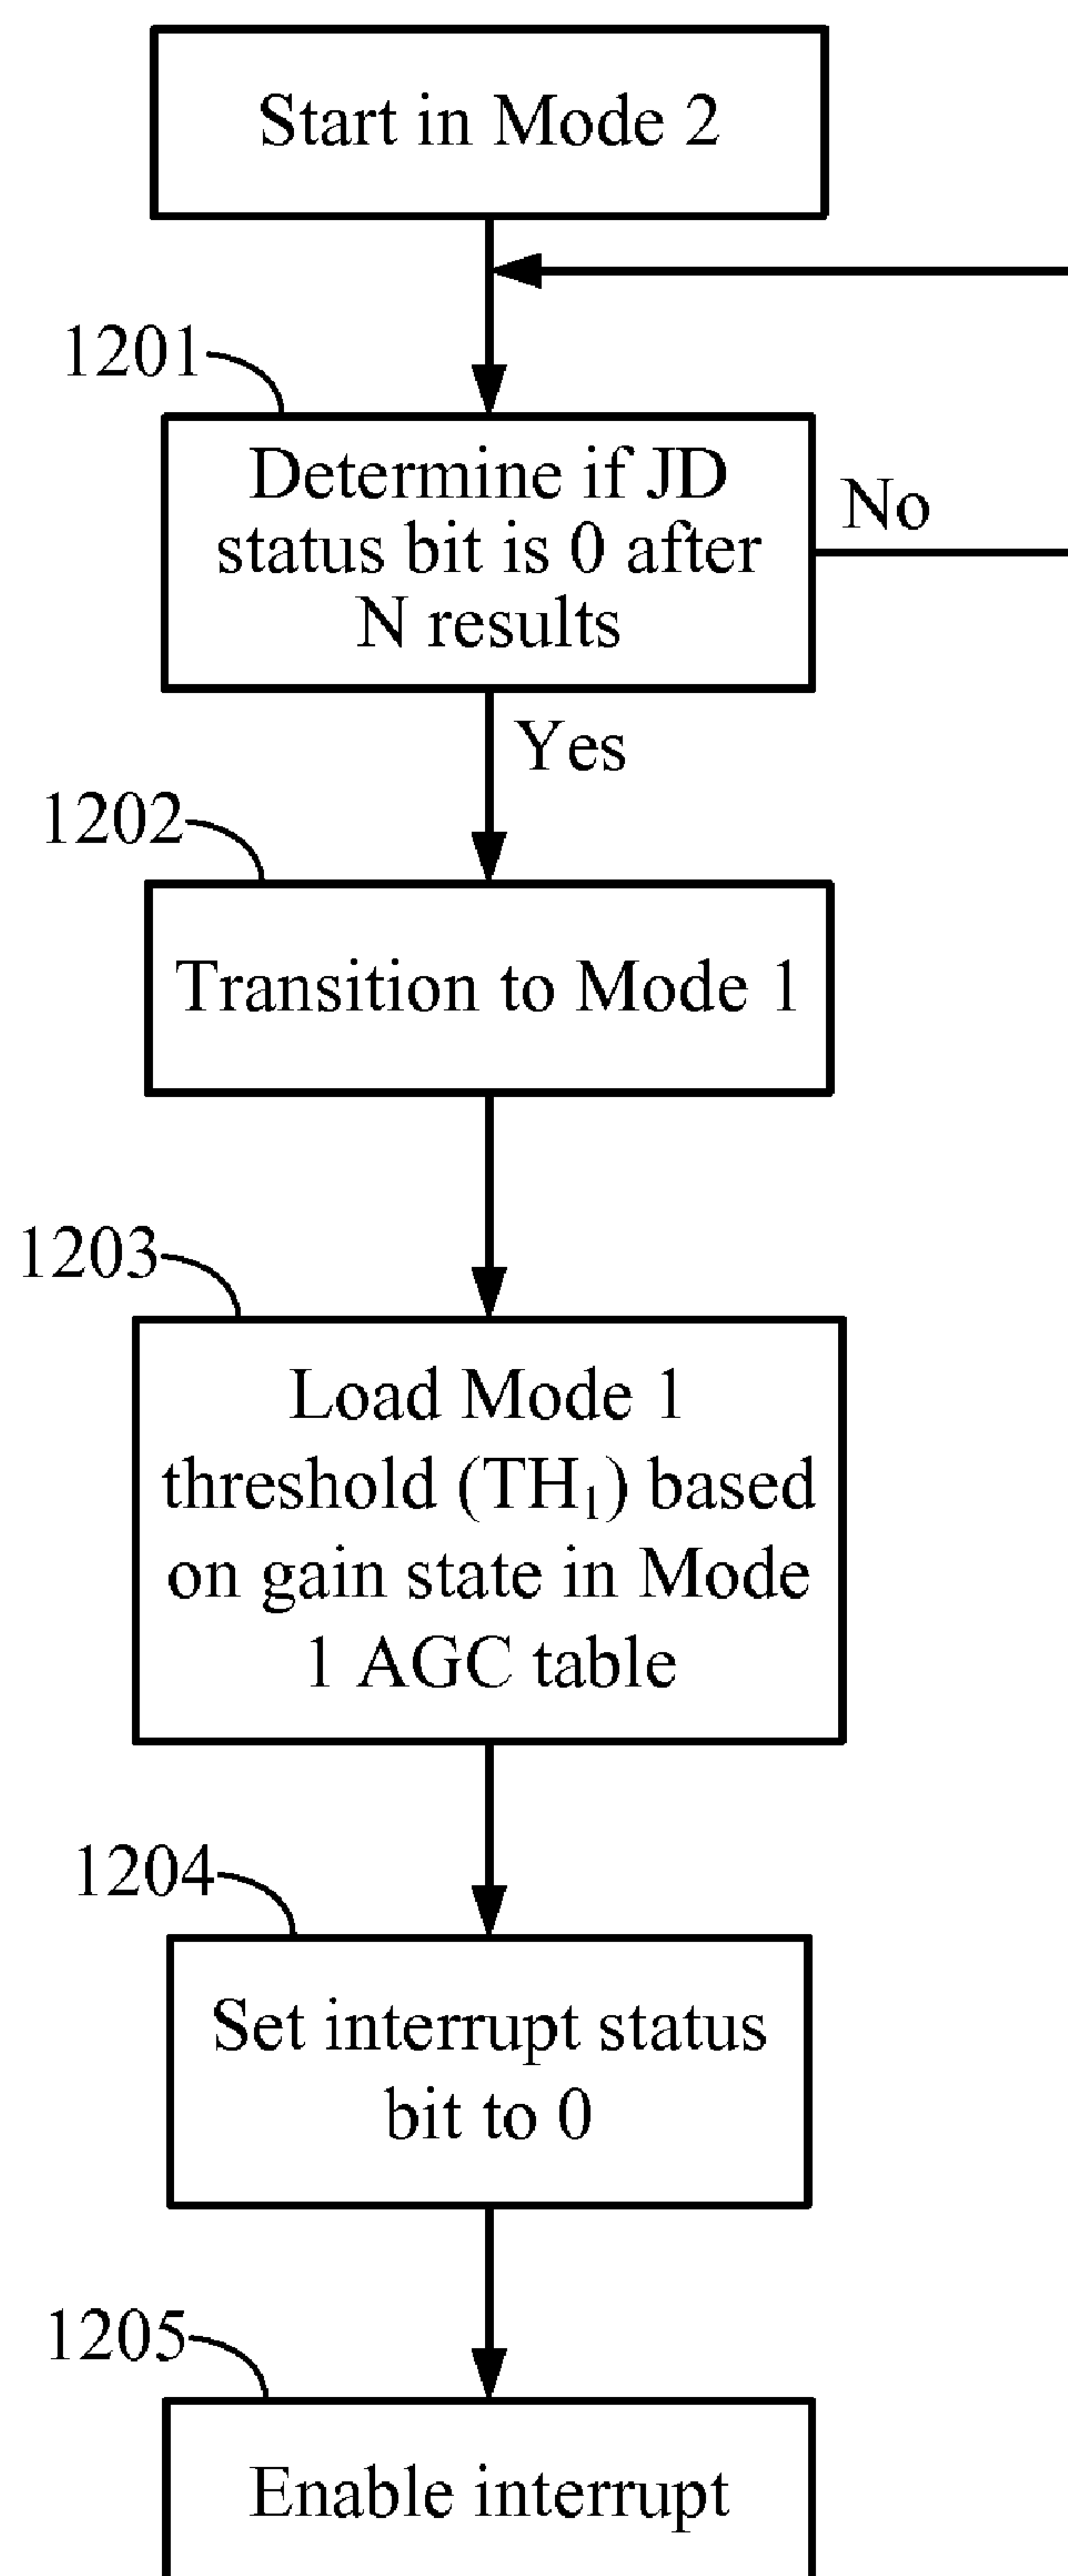 Start in Mode 2
1201
Determine if JD
status bit is 0 after
N results
No
Yes
1202
Transition to Mode 1
1203
Load Mode 1
threshold (TH₁) based
on gain state in Mode
1 AGC table
1204
Set interrupt status
bit to 0
1205
Enable interrupt